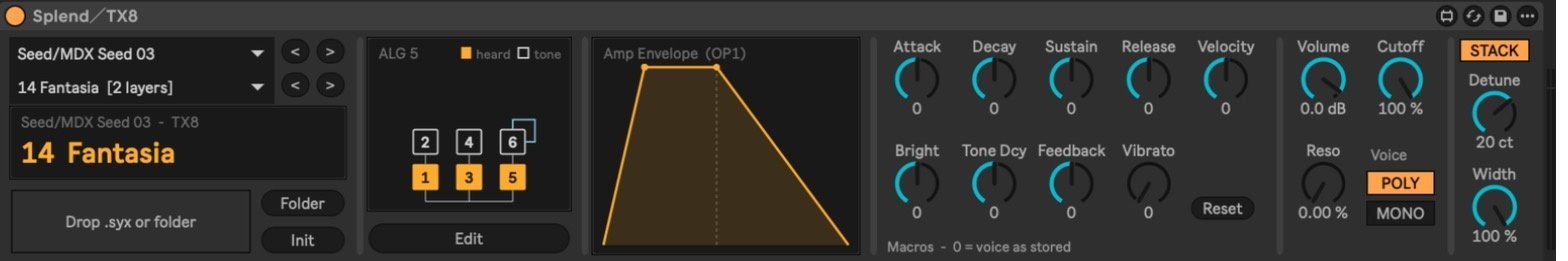 Splend/TX8
Seed/MDX Seed 03
< >
14 Fantasia [2 layers]
< >
Seed/MDX Seed 03 - TX8
14 Fantasia
Drop .syx or folder
Folder
Init
ALG 5
heard
tone
2 4 6
1 3 5
Edit
Amp Envelope (OP1)
Attack Decay Sustain Release Velocity
0 0 0 0 0
Bright Tone Dcy Feedback Vibrato
0 0 0 0
Reset
Macros - 0 = voice as stored
Volume Cutoff
0.0 dB 100 %
Reso
0.00 %
Voice
POLY
MONO
STACK
Detune
20 ct
Width
100 %